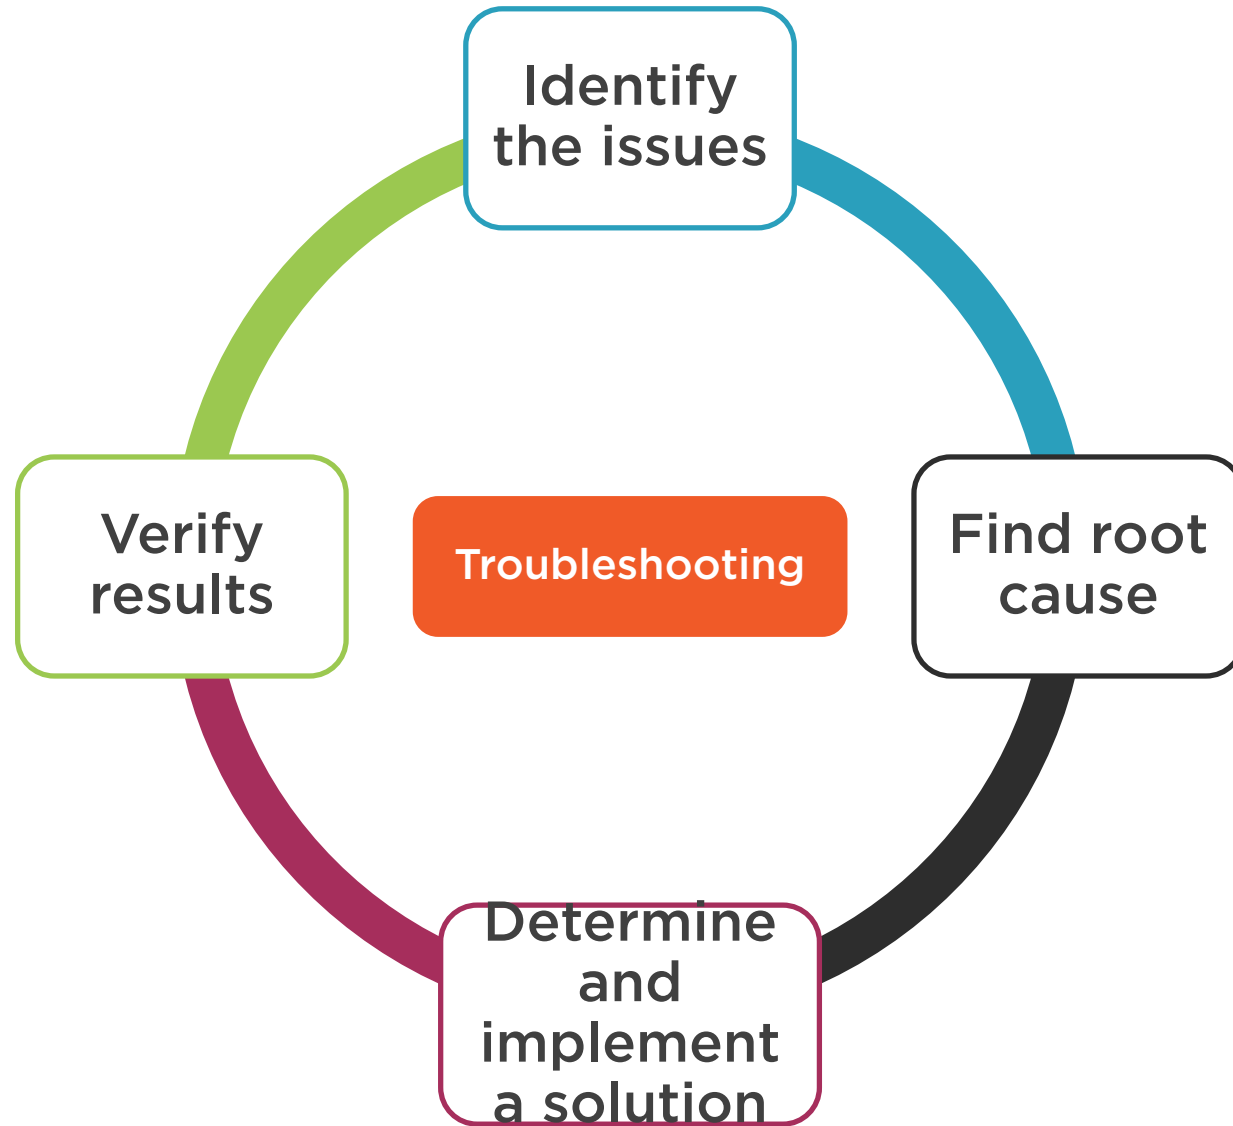 Identify
the issues
Verify
results
Troubleshooting
Find root
cause
Determine
and
implement
a solution